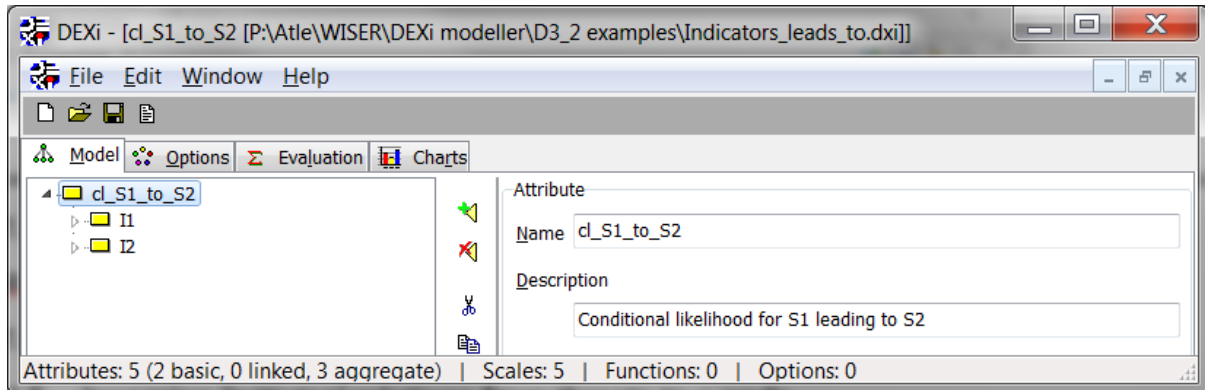 DEXi - [cl_S1_to_S2 [P:\Atle\WISER\DEXi modeller\D3_2 examples\Indicators_leads_to.dxi]]
File Edit Window Help
Model Options Evaluation Charts
cl_S1_to_S2
I1
I2
Attribute
Name cl_S1_to_S2
Description
Conditional likelihood for S1 leading to S2
Attributes: 5 (2 basic, 0 linked, 3 aggregate) | Scales: 5 | Functions: 0 | Options: 0